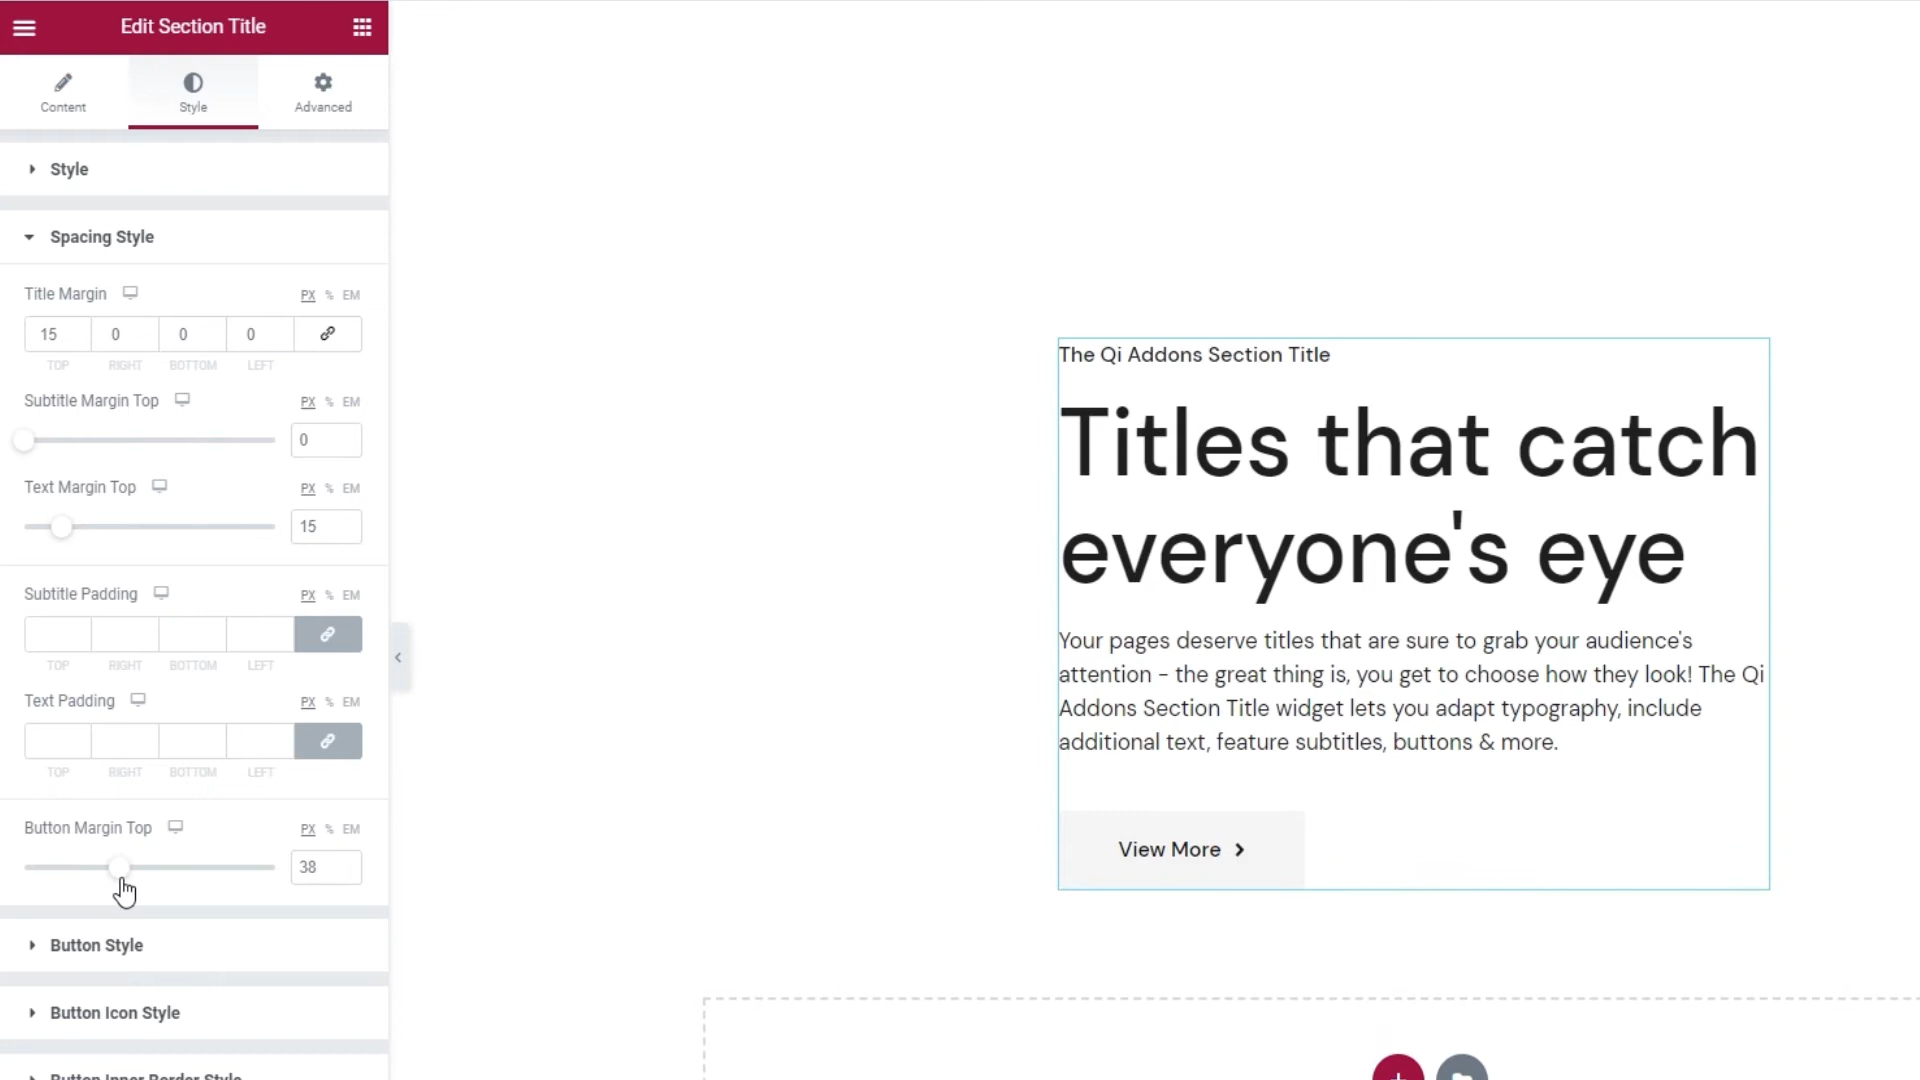 Edit Section Title
Content
Style
Advanced
Style
Spacing Style
Title Margin
PX % EM
15 0 0 0
TOP RIGHT BOTTOM LEFT
Subtitle Margin Top
PX % EM
0
Text Margin Top
PX % EM
15
Subtitle Padding
PX % EM
TOP RIGHT BOTTOM LEFT
Text Padding
PX % EM
TOP RIGHT BOTTOM LEFT
Button Margin Top
PX % EM
38
Button Style
Button Icon Style
Button Inner Border Style
The Qi Addons Section Title
Titles that catch
everyone's eye
Your pages deserve titles that are sure to grab your audience's
attention - the great thing is, you get to choose how they look! The Qi
Addons Section Title widget lets you adapt typography, include
additional text, feature subtitles, buttons & more.
View More